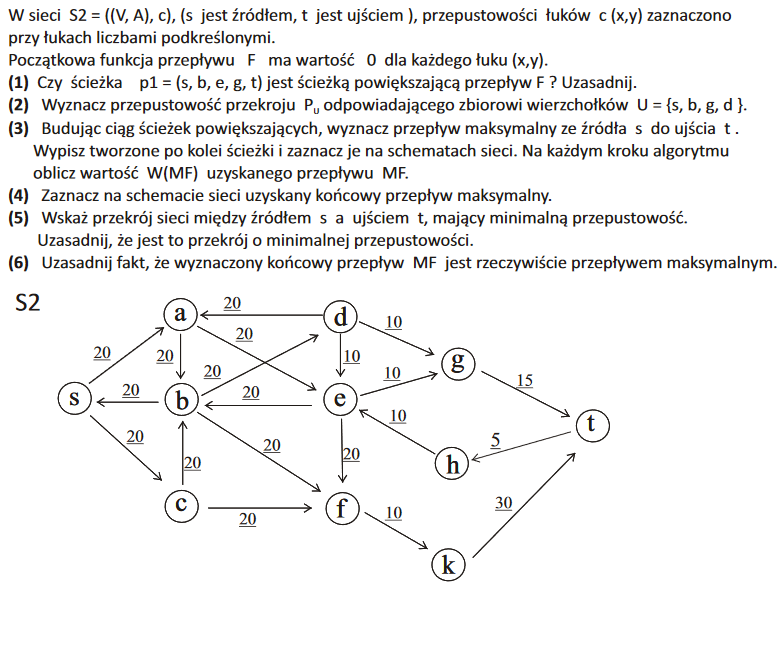 W sieci S2 = ((V, A), c), (s jest źródłem, t jest ujściem ), przepustowości łuków c (x,y) zaznaczono
przy łukach liczbami podkreślonymi.
Początkowa funkcja przepływu F ma wartość 0 dla każdego łuku (x,y).
(1) Czy ścieżka p1 = (s, b, e, g, t) jest ścieżką powiększającą przepływ F ? Uzasadnij.
(2) Wyznacz przepustowość przekroju Pu odpowiadającego zbiorowi wierzchołków U = {s, b, g, d }.
(3) Budując ciąg ścieżek powiększających, wyznacz przepływ maksymalny ze źródła s do ujścia t .
Wypisz tworzone po kolei ścieżki i zaznacz je na schematach sieci. Na każdym kroku algorytmu
oblicz wartość W(MF) uzyskanego przepływu MF.
(4) Zaznacz na schemacie sieci uzyskany końcowy przepływ maksymalny.
(5) Wskaż przekrój sieci między źródłem s a ujściem t, mający minimalną przepustowość.
Uzasadnij, że jest to przekrój o minimalnej przepustowości.
(6) Uzasadnij fakt, że wyznaczony końcowy przepływ MF jest rzeczywiście przepływem maksymalnym.
S2
a 20 d
20 10
20 20 10 g
20 10 15
s 20 b 20 e
10 t
20 20 20 5
20 h
c 20 f 10 30
k